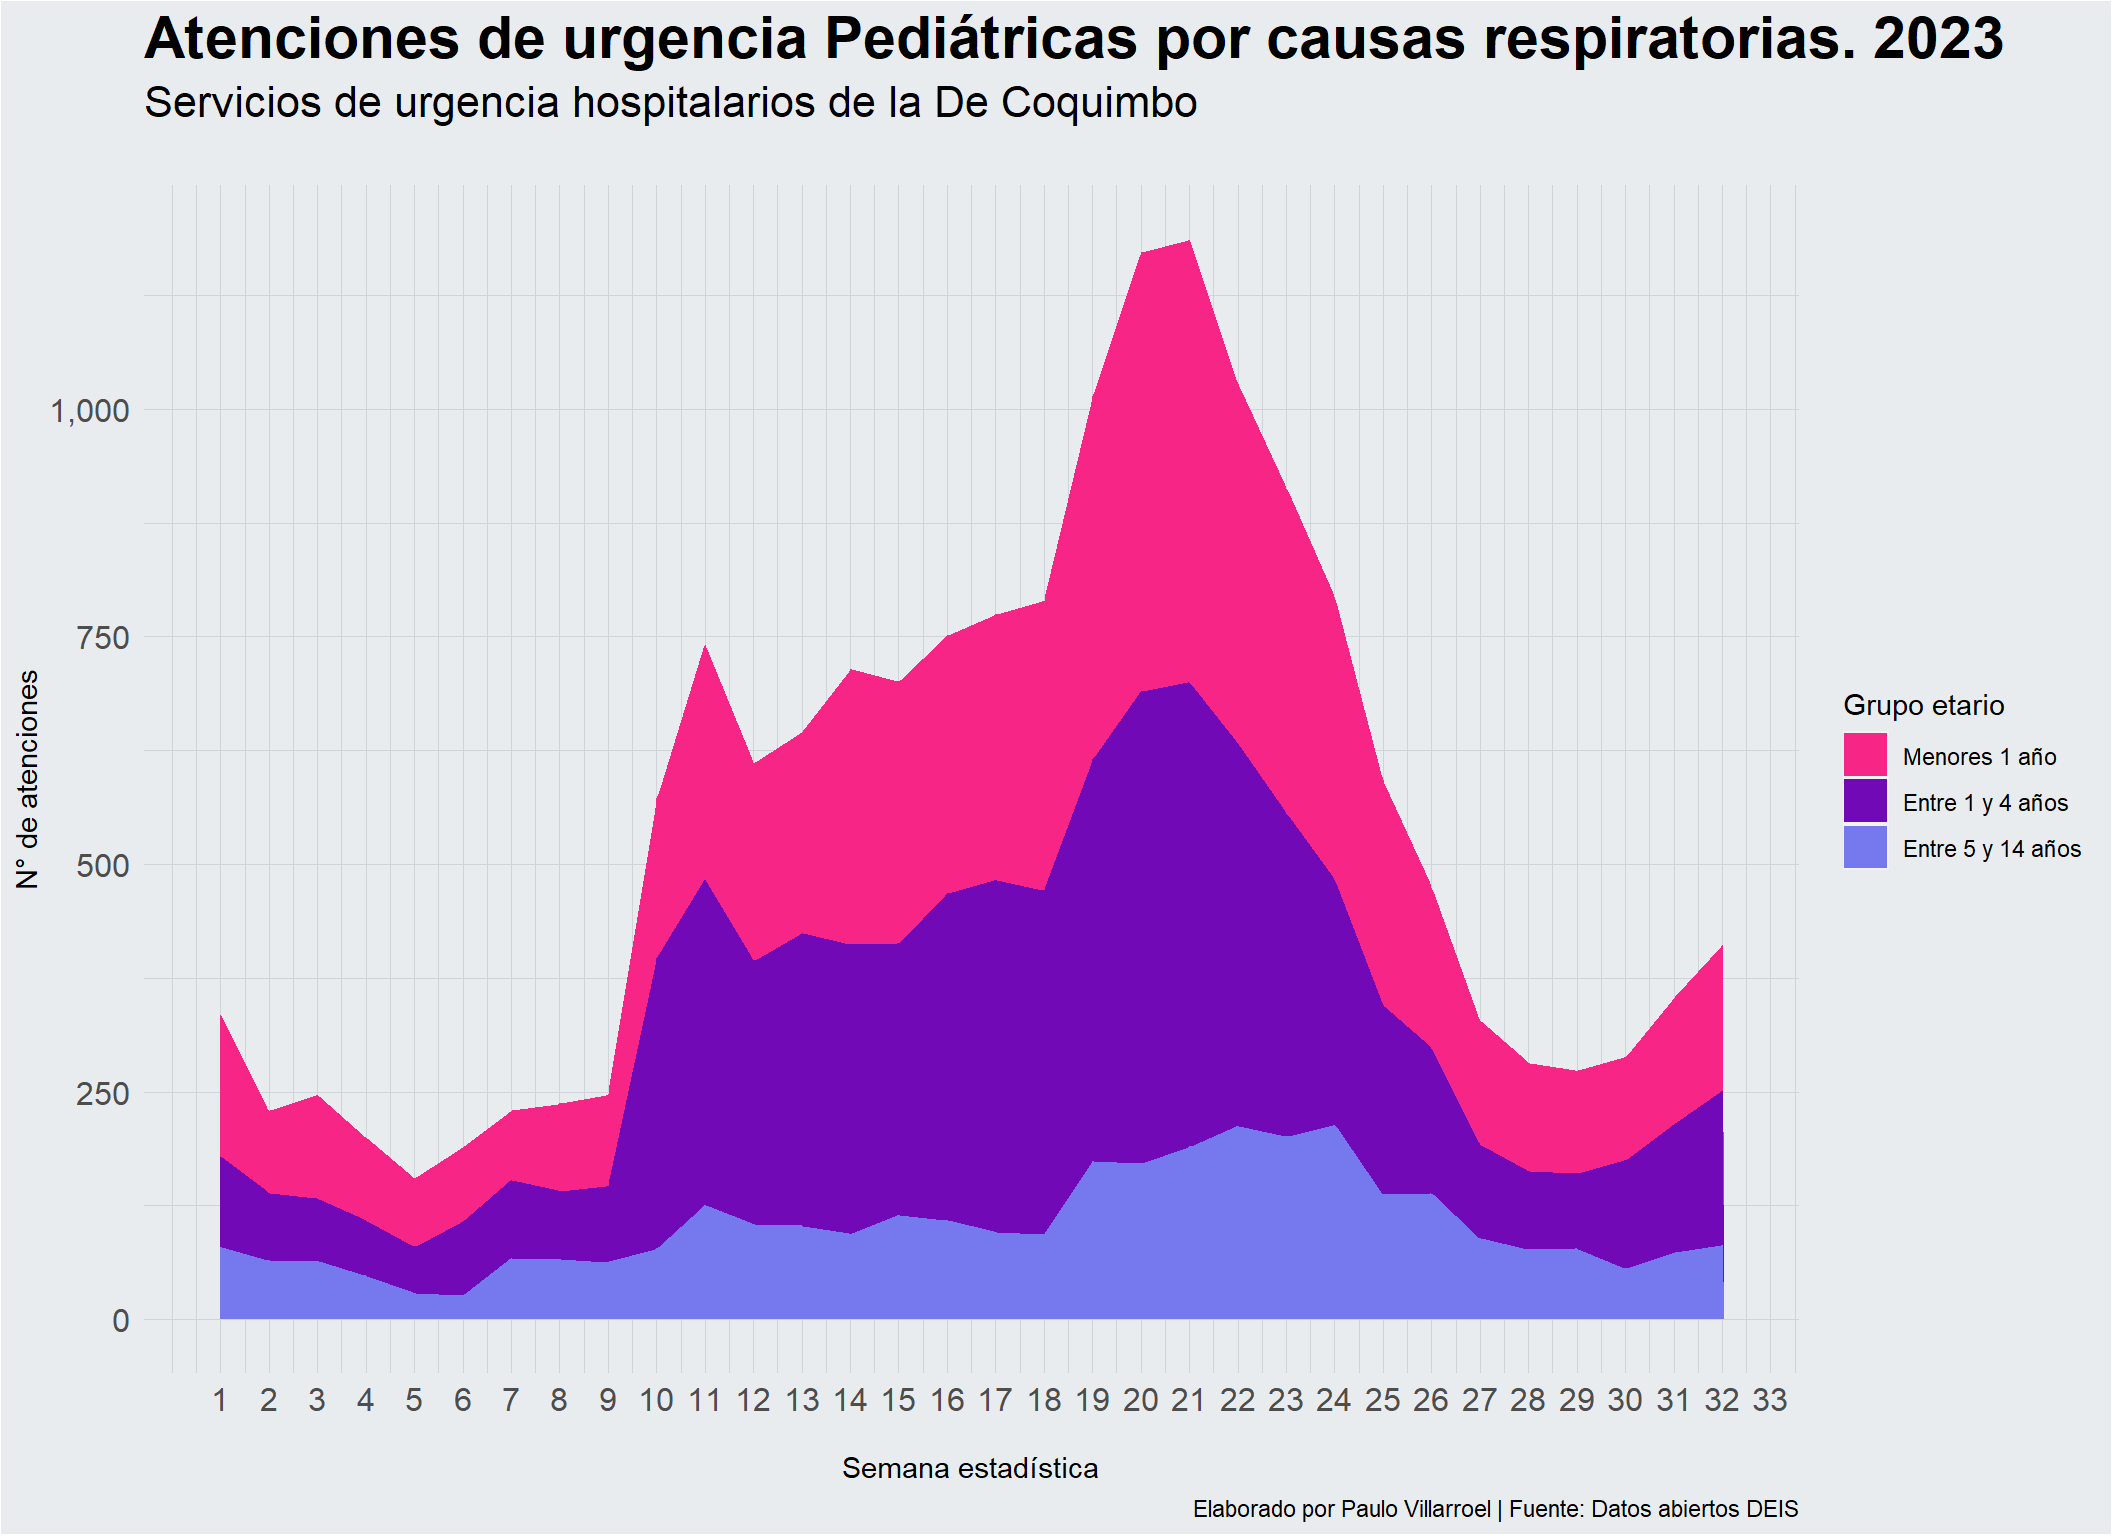 Atenciones de urgencia Pediátricas por causas respiratorias. 2023
Servicios de urgencia hospitalarios de la De Coquimbo
N° de atenciones
1,000
750
500
250
0
1 2 3 4 5 6 7 8 9 10 11 12 13 14 15 16 17 18 19 20 21 22 23 24 25 26 27 28 29 30 31 32 33
Semana estadística
Grupo etario
Menores 1 año
Entre 1 y 4 años
Entre 5 y 14 años
Elaborado por Paulo Villarroel | Fuente: Datos abiertos DEIS